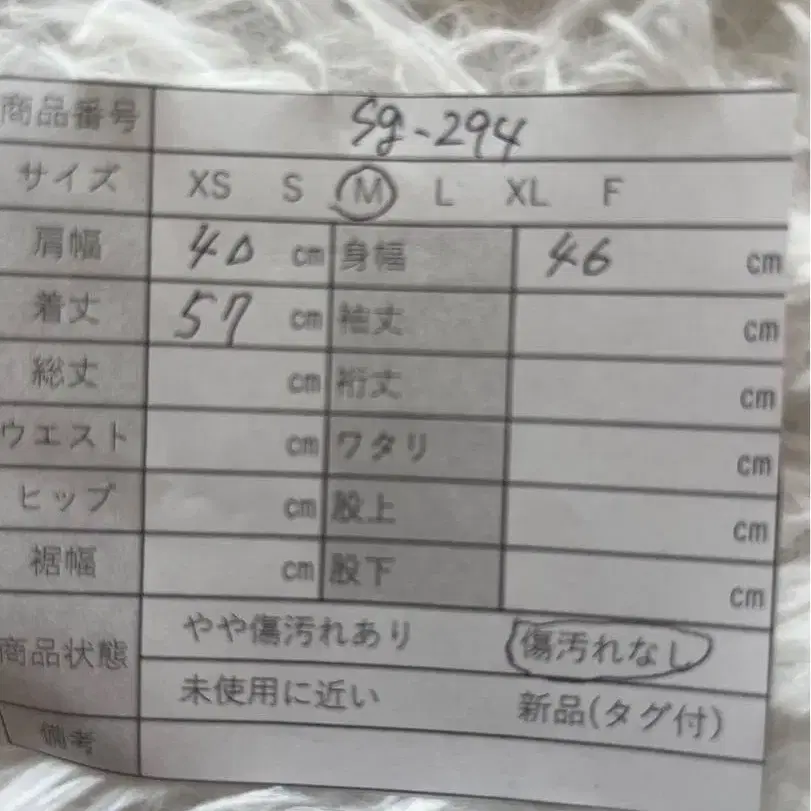 商品番号 Sg-294
サイズ XS S M L XL F
肩幅 40 cm 身幅 46 cm
着丈 57 cm 袖丈 cm
総丈 cm 裄丈 cm
ウエスト cm ワタリ cm
ヒップ cm 股上 cm
裾幅 cm 股下 cm
商品状態 やや傷汚れあり 傷汚れなし
未使用に近い 新品(タグ付)
備考